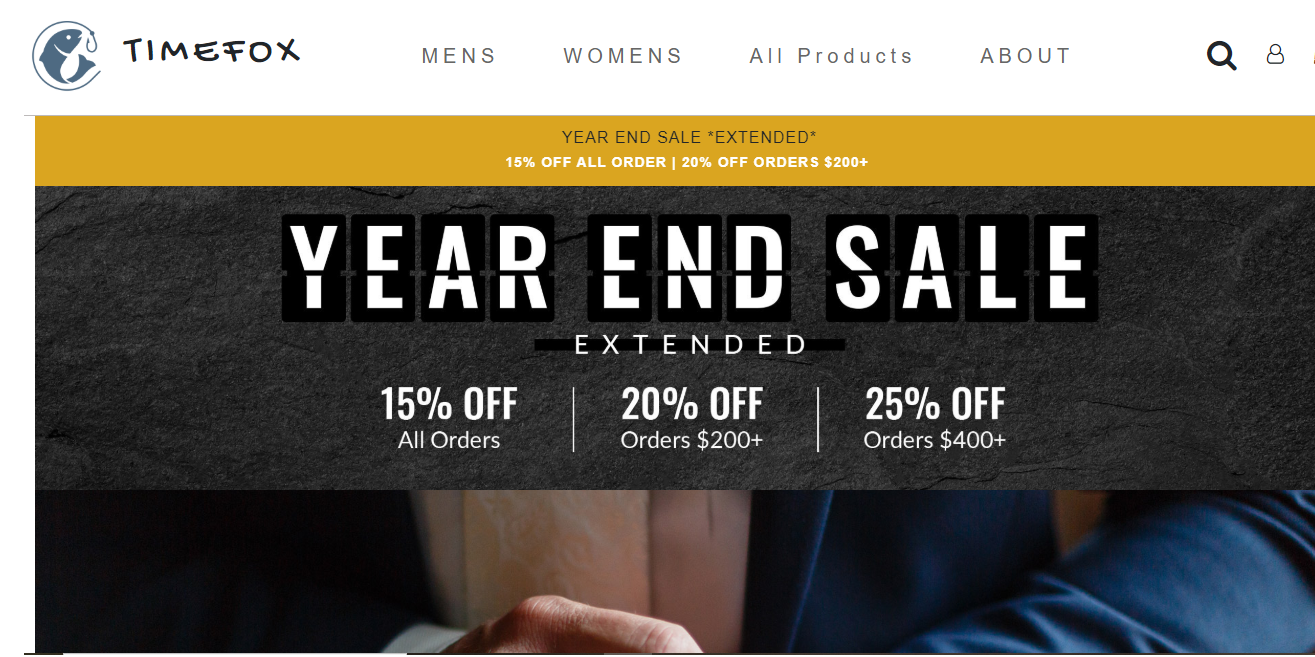 TIMEFOX
MENS WOMENS All Products ABOUT
YEAR END SALE *EXTENDED*
15% OFF ALL ORDER | 20% OFF ORDERS $200+
YEAR END SALE
EXTENDED
15% OFF 20% OFF 25% OFF
All Orders Orders $200+ Orders $400+